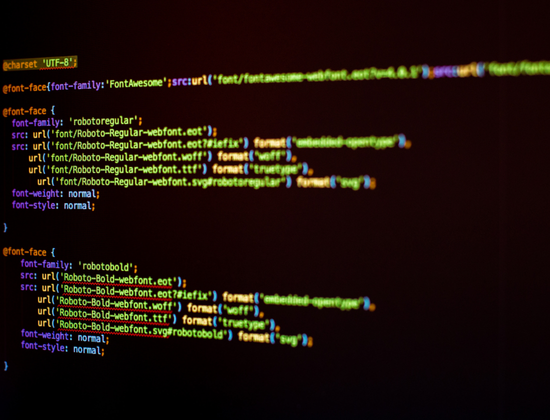 @charset 'UTF-8';
@font-face{font-family:'FontAwesome';src:url('font/fontawesome-webfont.eot?v=4.0.3');src:url('font/
@font-face {
font-family: 'robotoregular';
src: url('font/Roboto-Regular-webfont.eot');
src: url('font/Roboto-Regular-webfont.eot?#iefix') format('embedded-opentype'),
url('font/Roboto-Regular-webfont.woff') format('woff'),
url('font/Roboto-Regular-webfont.ttf') format('truetype'),
url('font/Roboto-Regular-webfont.svg#robotoregular') format('svg');
font-weight: normal;
font-style: normal;
}
@font-face {
font-family: 'robotobold';
src: url('Roboto-Bold-webfont.eot');
src: url('Roboto-Bold-webfont.eot?#iefix') format('embedded-opentype'),
url('Roboto-Bold-webfont.woff') format('woff'),
url('Roboto-Bold-webfont.ttf') format('truetype'),
url('Roboto-Bold-webfont.svg#robotobold') format('svg');
font-weight: normal;
font-style: normal;
}